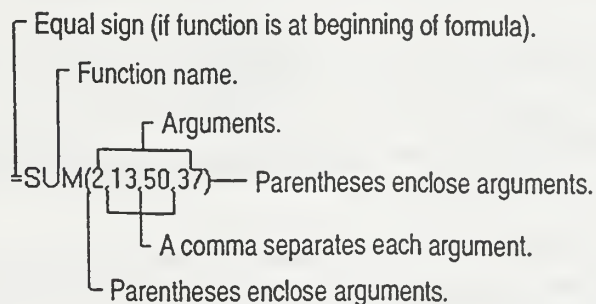 Equal sign (if function is at beginning of formula).
Function name.
Arguments.
=SUM(2,13,50,37) Parentheses enclose arguments.
A comma separates each argument.
Parentheses enclose arguments.